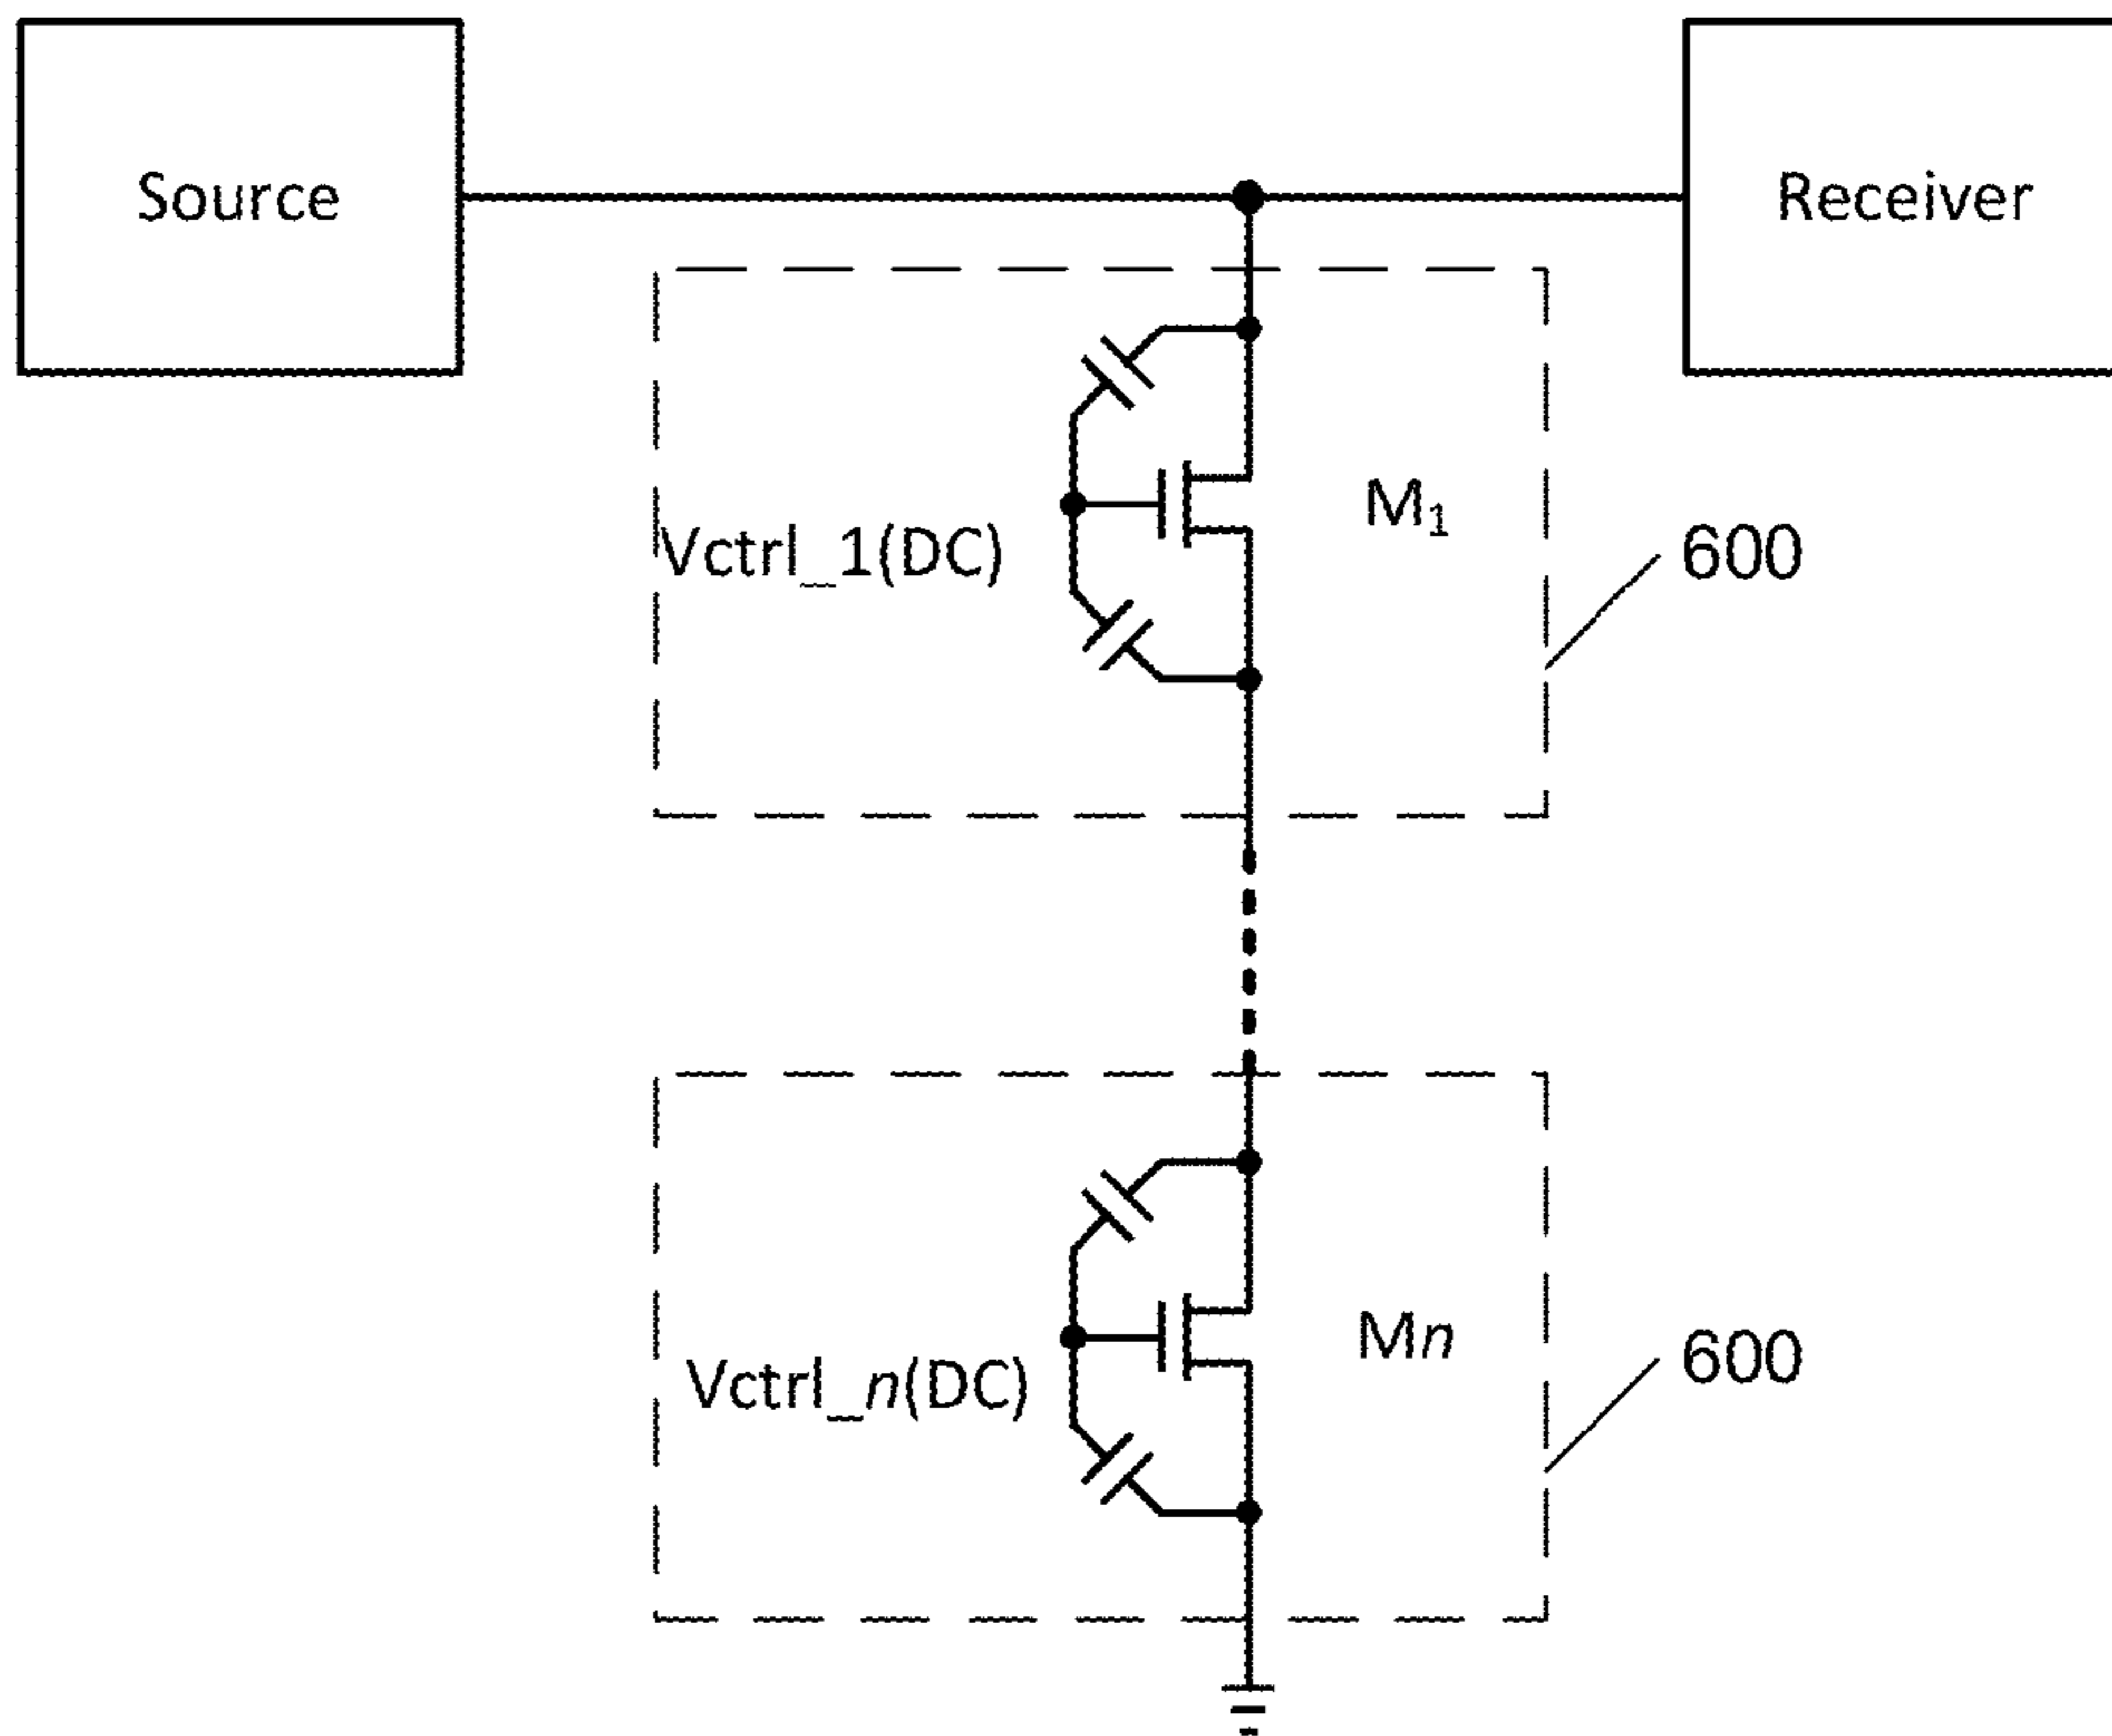 Source
Receiver
M₁
Vctrl_1(DC)
600
Mn
Vctrl_n(DC)
600